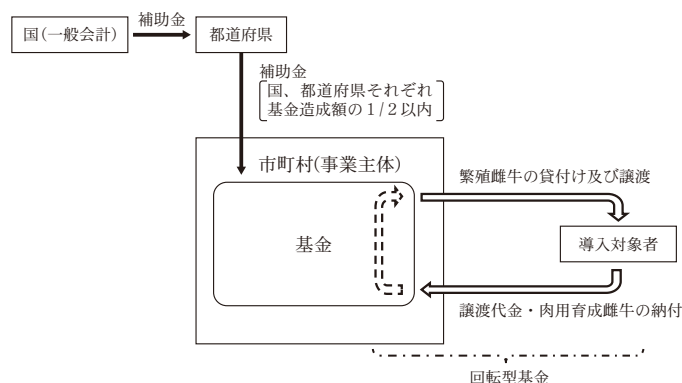 補助金
国(一般会計)
都道府県
補助金
国、都道府県それぞれ
基金造成額の1/2以内
市町村(事業主体)
繁殖雌牛の貸付け及び譲渡
基金
導入対象者
譲渡代金・肉用育成雌牛の納付
回転型基金